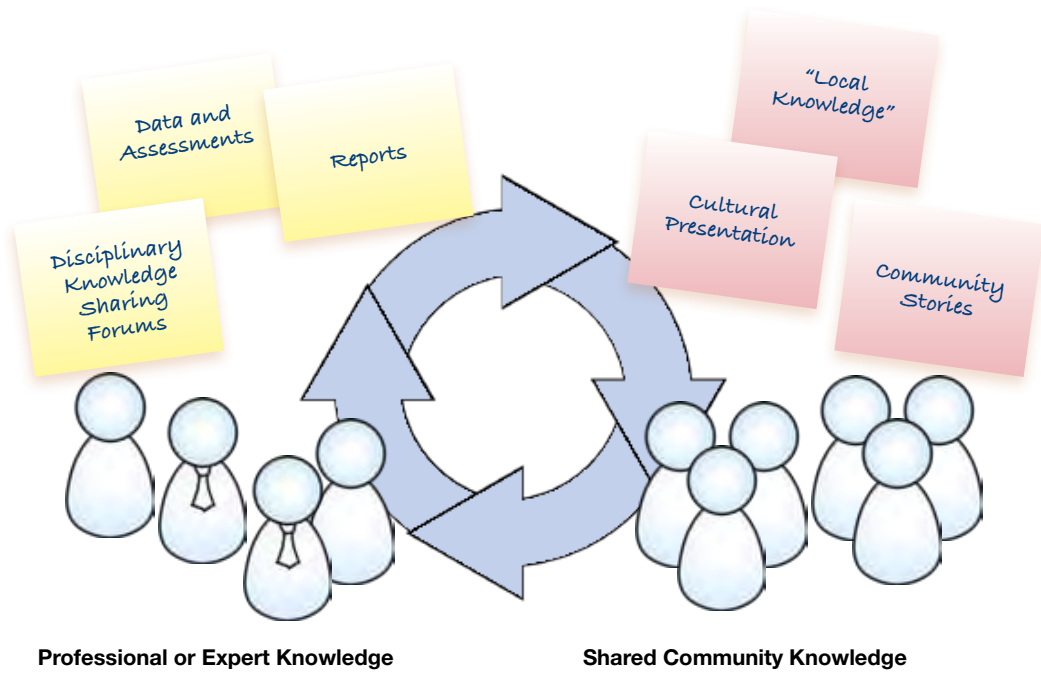 Data and
Assessments
Reports
Disciplinary
Knowledge
Sharing
Forums
"Local
Knowledge"
Cultural
Presentation
Community
Stories
Professional or Expert Knowledge
Shared Community Knowledge